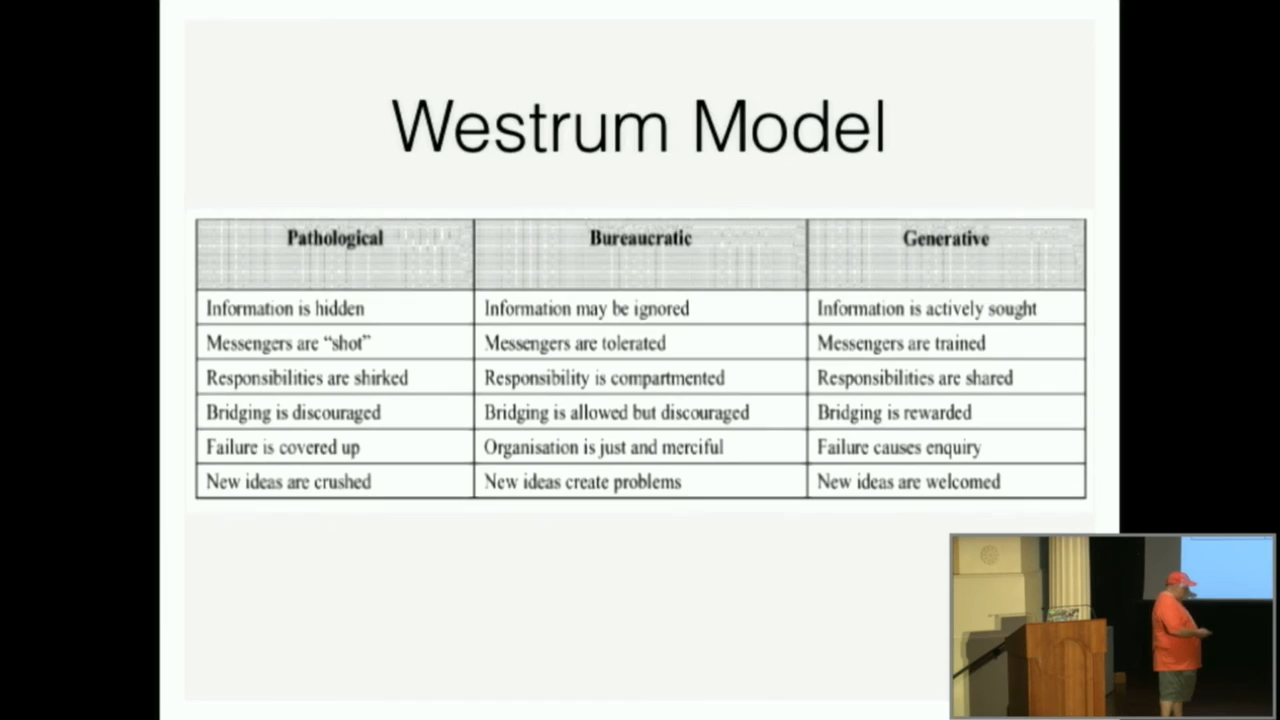 Westrum Model
Pathological Bureaucratic Generative
Information is hidden Information may be ignored Information is actively sought
Messengers are “shot” Messengers are tolerated Messengers are trained
Responsibilities are shirked Responsibility is compartmented Responsibilities are shared
Bridging is discouraged Bridging is allowed but discouraged Bridging is rewarded
Failure is covered up Organisation is just and merciful Failure causes enquiry
New ideas are crushed New ideas create problems New ideas are welcomed